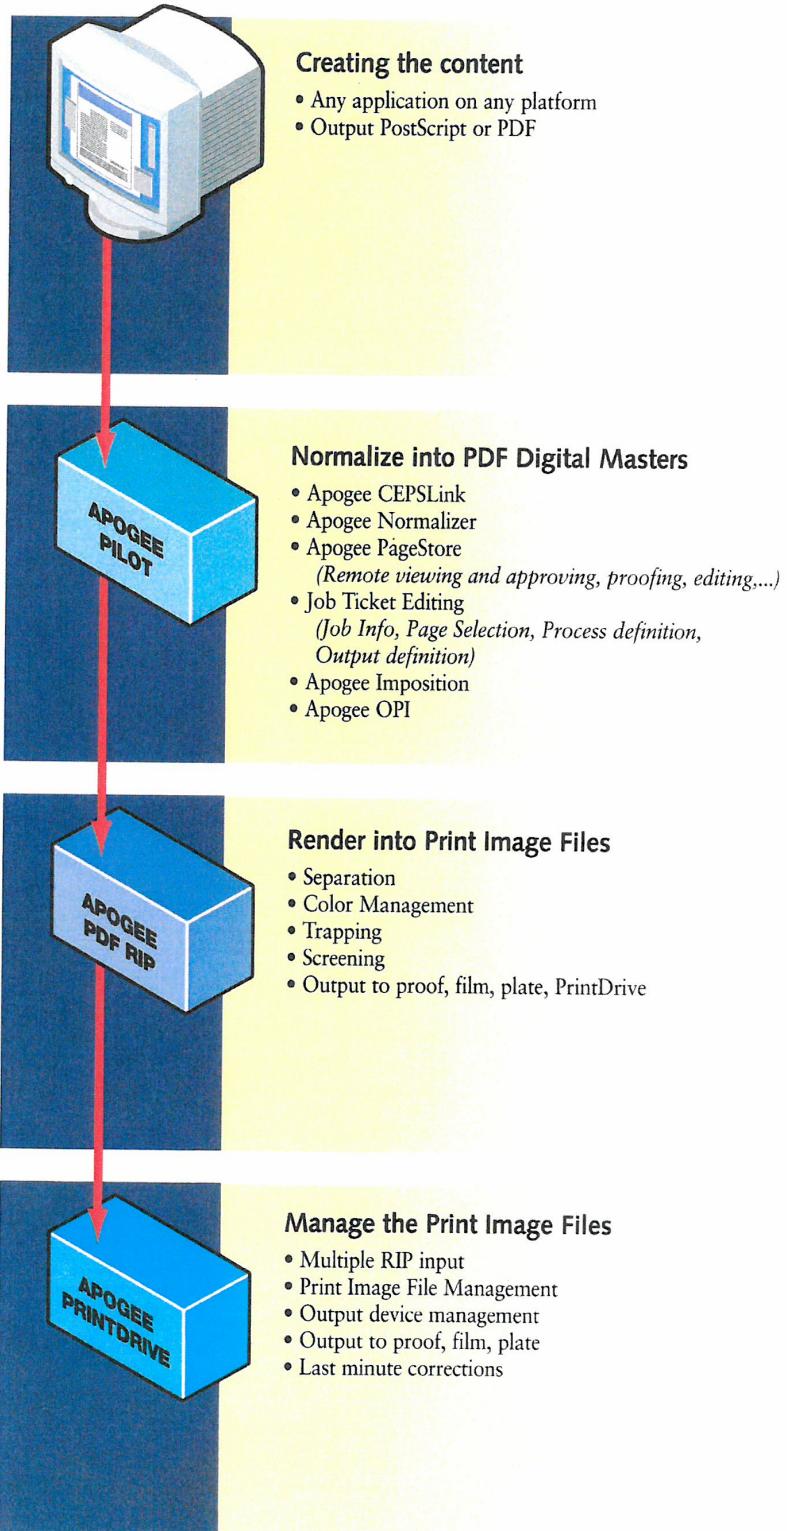 Creating the content
• Any application on any platform
• Output PostScript or PDF
APOGEE
PILOT
Normalize into PDF Digital Masters
• Apogee CEPSLink
• Apogee Normalizer
• Apogee PageStore
(Remote viewing and approving, proofing, editing,...)
• Job Ticket Editing
(Job Info, Page Selection, Process definition,
Output definition)
• Apogee Imposition
• Apogee OPI
APOGEE
PDF RIP
Render into Print Image Files
• Separation
• Color Management
• Trapping
• Screening
• Output to proof, film, plate, PrintDrive
APOGEE
PRINTDRIVE
Manage the Print Image Files
• Multiple RIP input
• Print Image File Management
• Output device management
• Output to proof, film, plate
• Last minute corrections